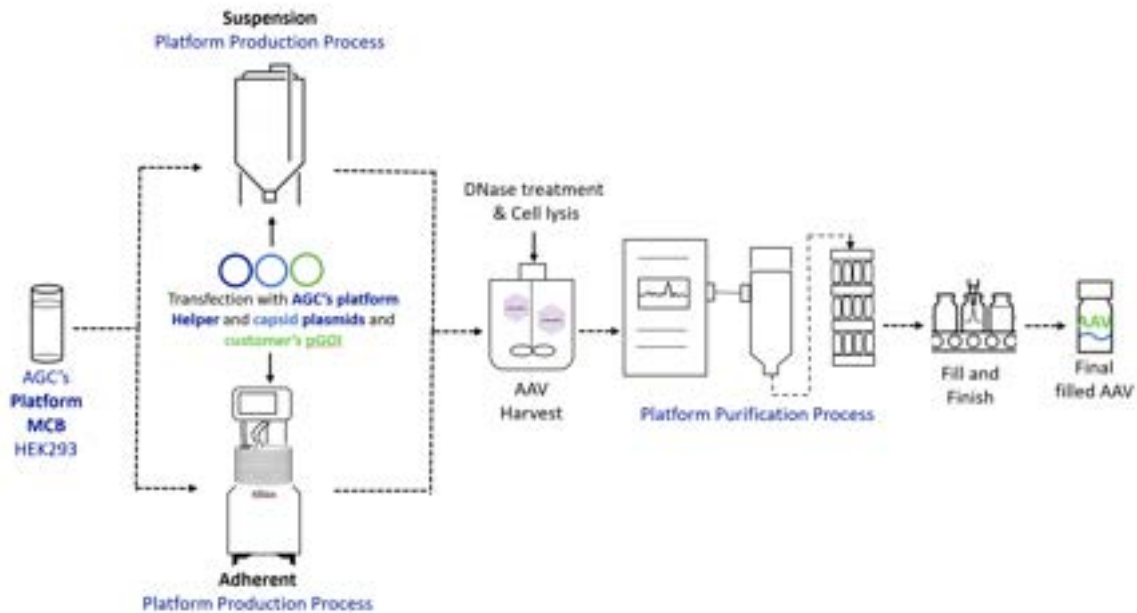 Suspension
Platform Production Process
DNase treatment
& Cell lysis
Transfection with AGC's platform
Helper and capsid plasmids and
customer's pGOI
AGC's
Platform
MCB
HEK293
AAV
Harvest
Platform Purification Process
Fill and
Finish
AAV
Final
filled AAV
Adherent
Platform Production Process